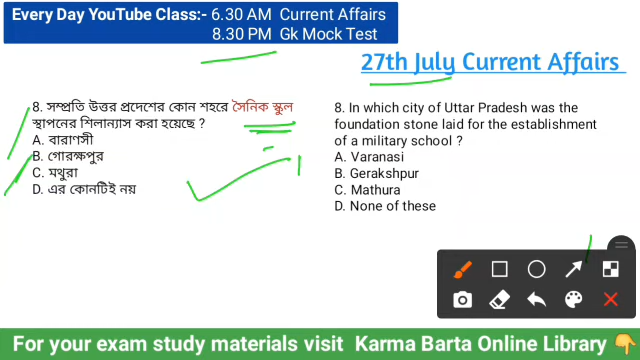 Every Day YouTube Class:- 6.30 AM Current Affairs
8.30 PM Gk Mock Test
27th July Current Affairs
8. সম্প্রতি উত্তর প্রদেশের কোন শহরে সৈনিক স্কুল
স্থাপনের শিলান্যাস করা হয়েছে ?
A. বারাণসী
B. গোরক্ষপুর
C. মথুরা
D. এর কোনটিই নয়
8. In which city of Uttar Pradesh was the
foundation stone laid for the establishment
of a military school ?
A. Varanasi
B. Gerakshpur
C. Mathura
D. None of these
For your exam study materials visit Karma Barta Online Library 👇